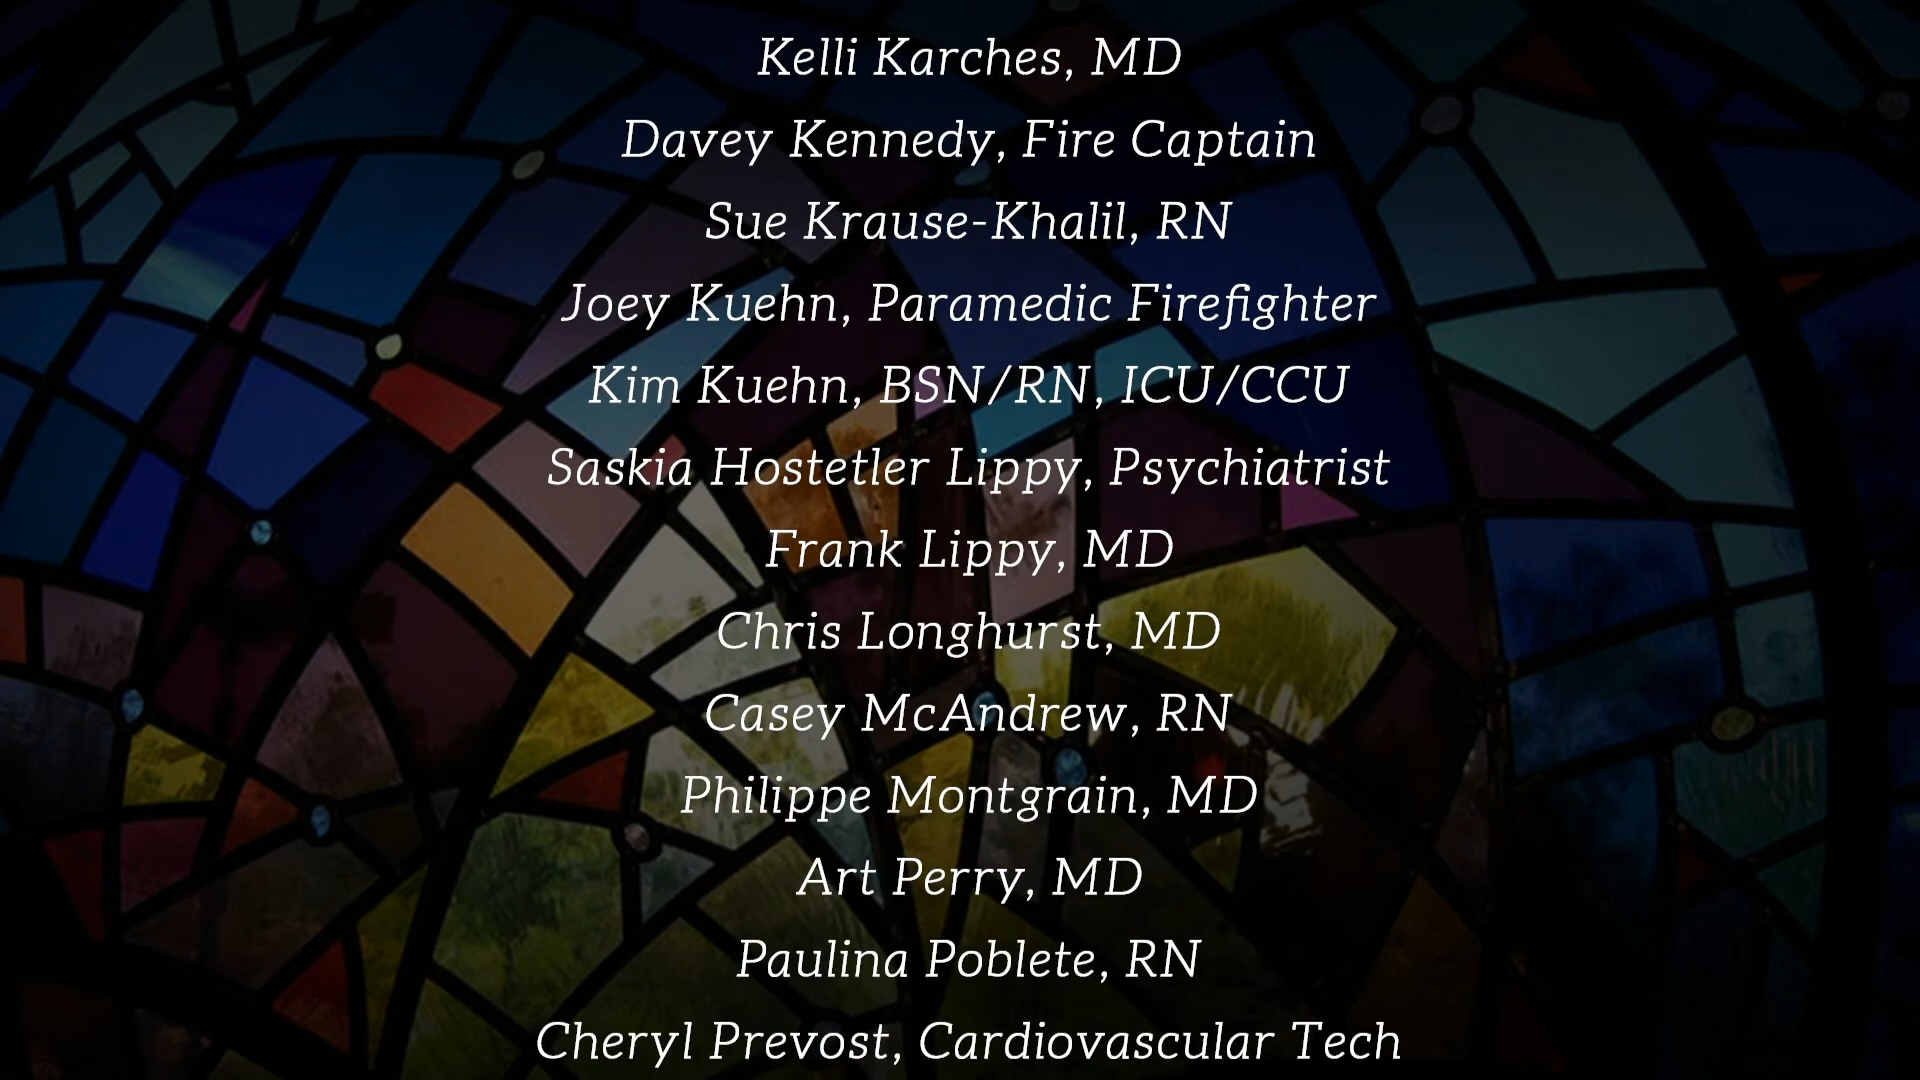 Kelli Karches, MD
Davey Kennedy, Fire Captain
Sue Krause-Khalil, RN
Joey Kuehn, Paramedic Firefighter
Kim Kuehn, BSN/RN, ICU/CCU
Saskia Hostetler Lippy, Psychiatrist
Frank Lippy, MD
Chris Longhurst, MD
Casey McAndrew, RN
Philippe Montgrain, MD
Art Perry, MD
Paulina Poblete, RN
Cheryl Prevost, Cardiovascular Tech